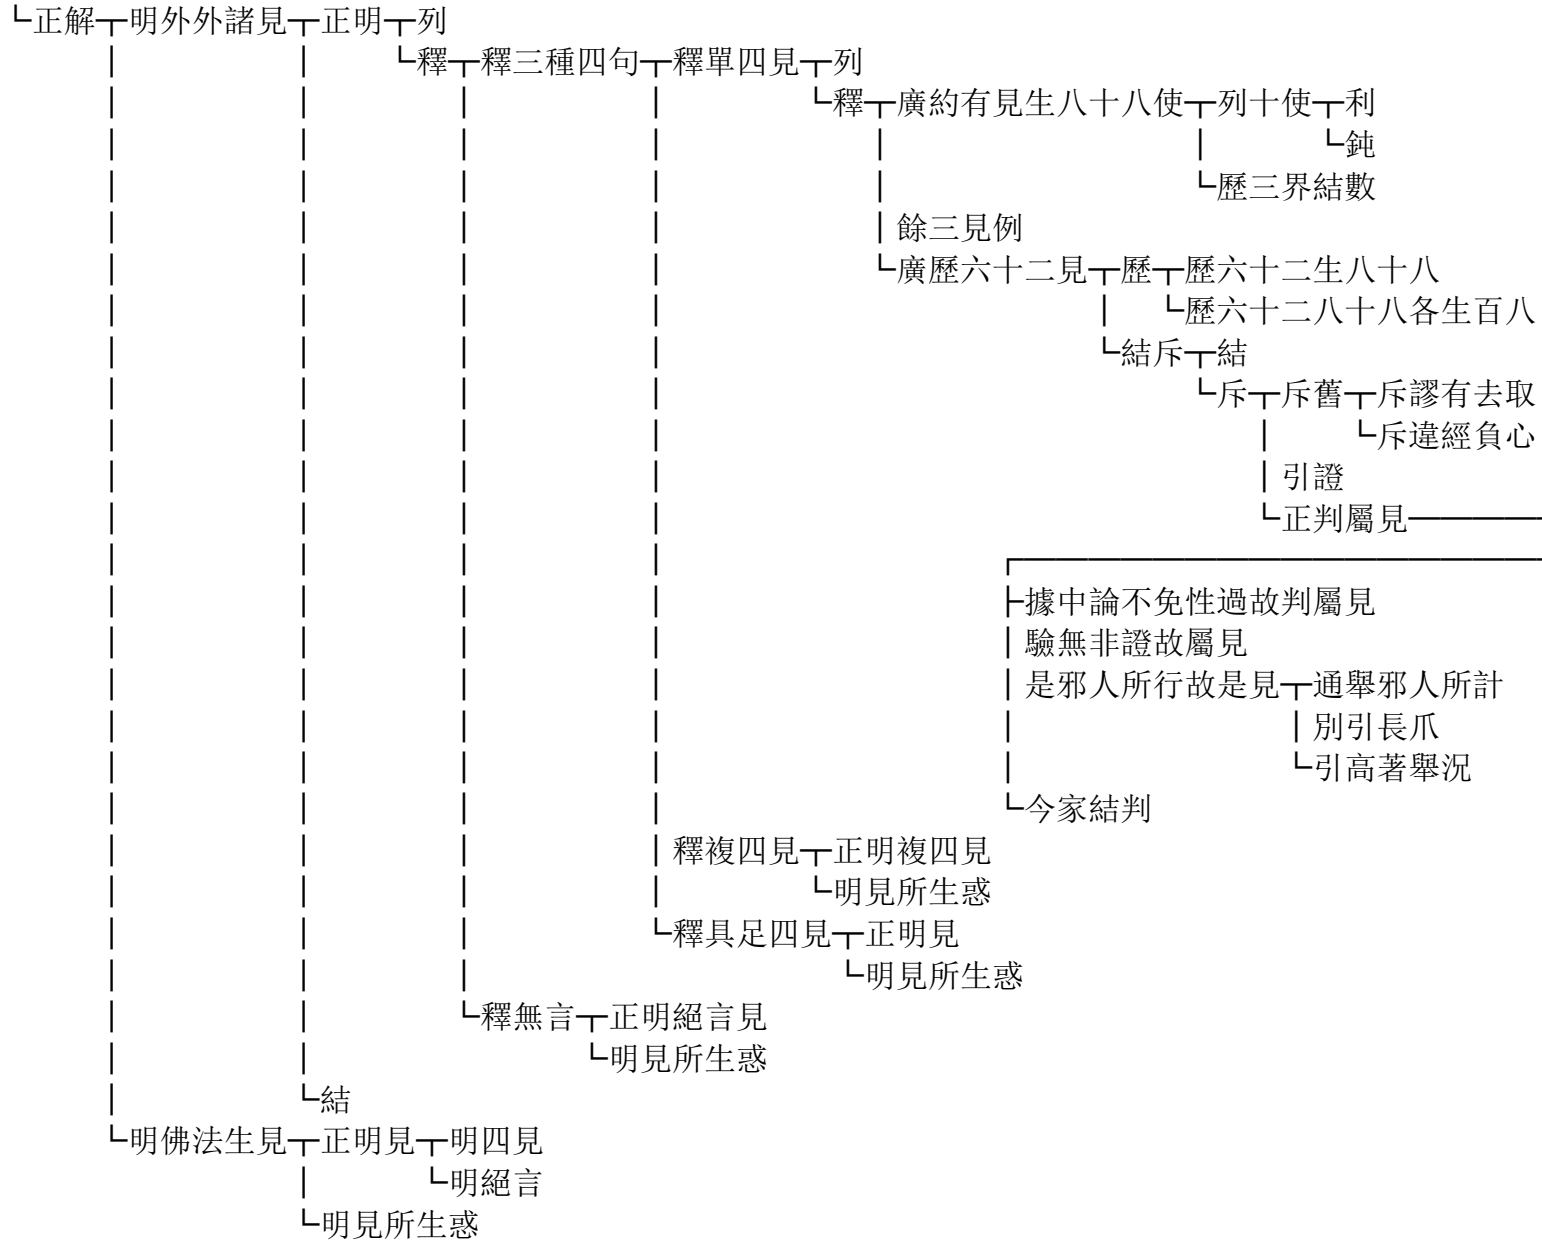 正解 明外外諸見 正明 列
釋 釋三種四句 釋單四見 列
釋 廣約有見生八十八使 列十使 利
鈍
歷三界結數
餘三見例
廣歷六十二見 歷 歷六十二生八十八
歷六十二八十八各生百八
結斥 結
斥 斥舊 斥謬有去取
斥違經負心
引證
正判屬見
據中論不免性過故判屬見
驗無非證故屬見
是邪人所行故是見 通舉邪人所計
別引長爪
引高著舉況
今家結判
釋複四見 正明複四見
明見所生惑
釋具足四見 正明見
明見所生惑
釋無言 正明絕言見
明見所生惑
結
明佛法生見 正明見 明四見
明絕言
明見所生惑